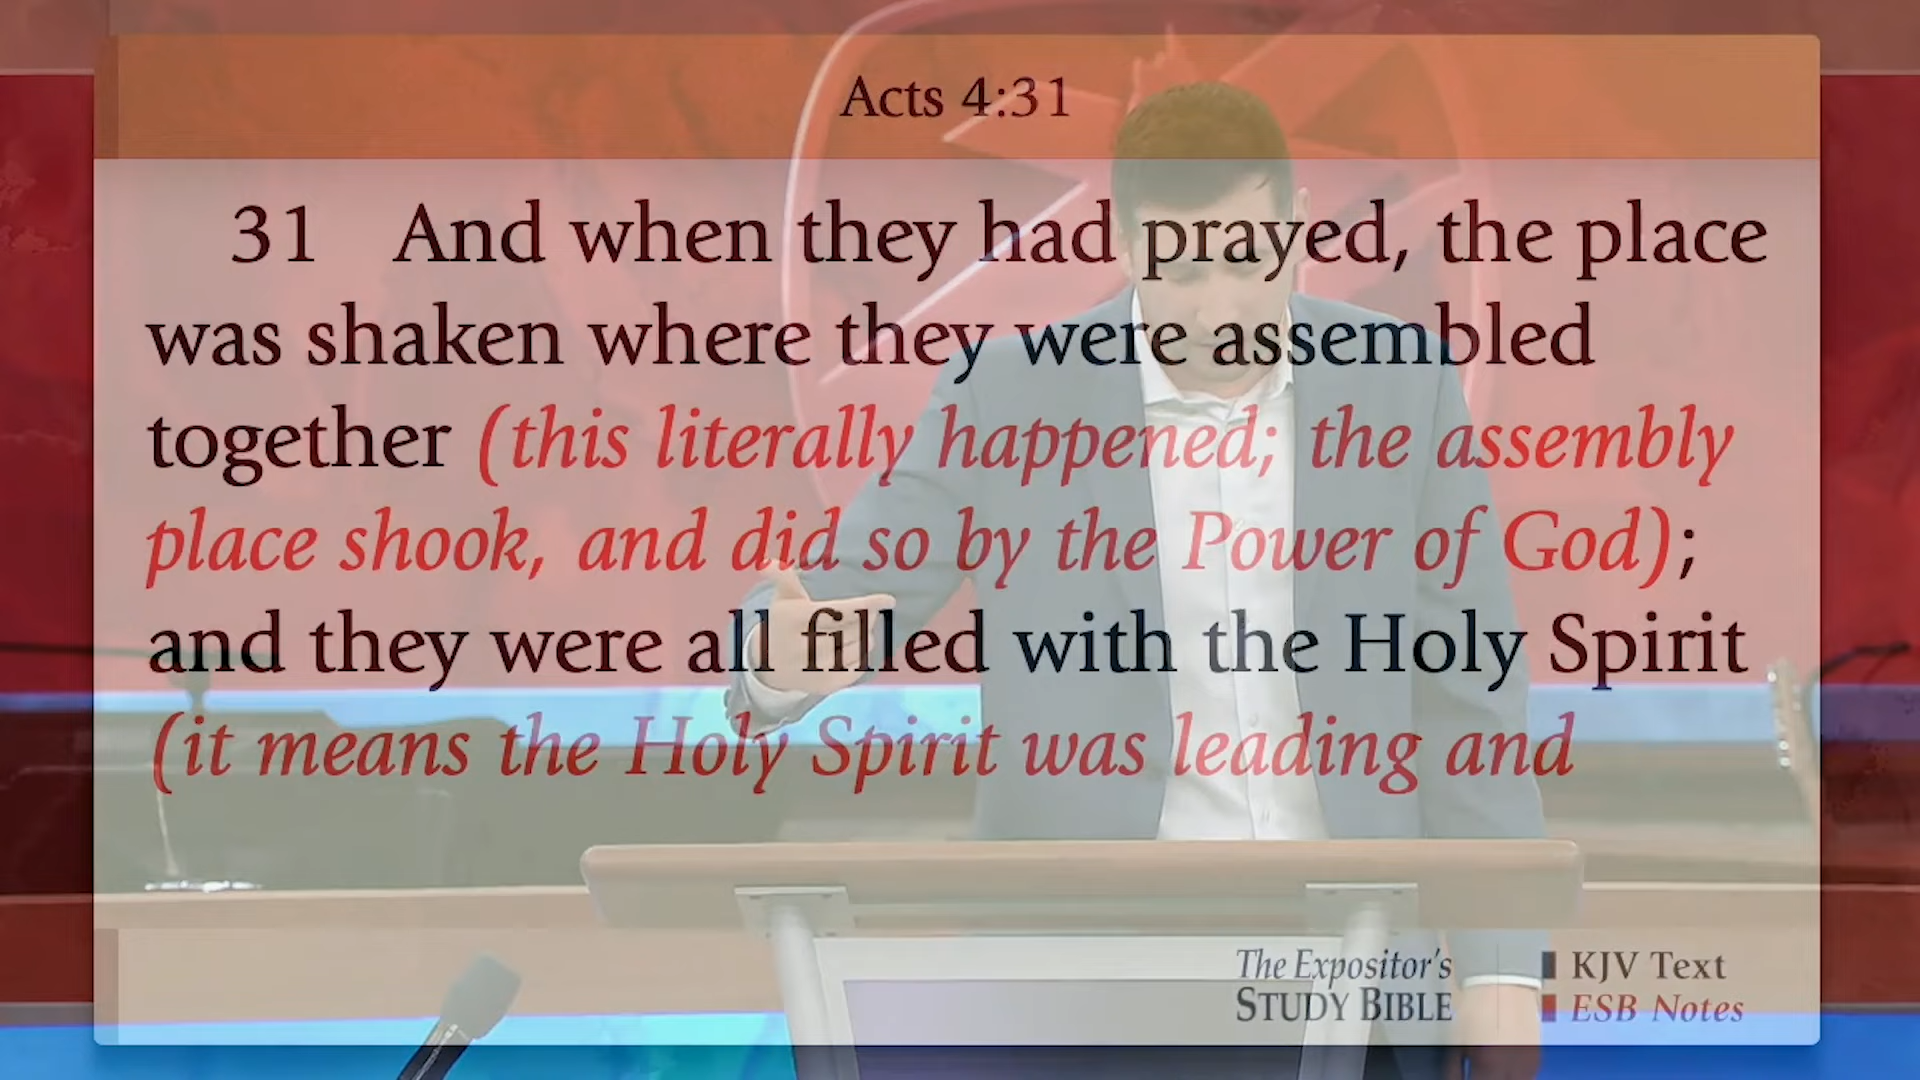 Acts 4:31
31 And when they had prayed, the place
was shaken where they were assembled
together (this literally happened; the assembly
place shook, and did so by the Power of God);
and they were all filled with the Holy Spirit
(it means the Holy Spirit was leading and
The Expositor's
STUDY BIBLE
KJV Text
ESB Notes